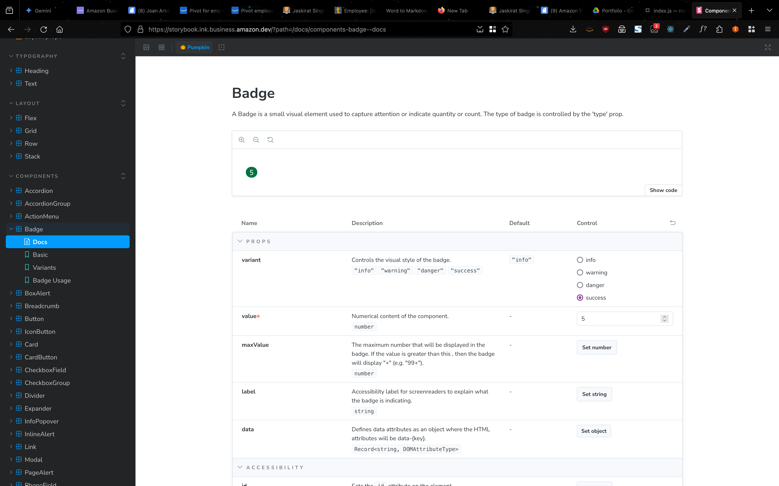 Gemini
Amazon Busi
(8) Joan Arm
Pivot for emp
Pivot employ
Jaskirat Sing
Employee: [
Word to Markdow
New Tab
Jaskirat Sing
(9) Amazon T
Portfolio – G
index.js — m
Compone
https://storybook.ink.business.amazon.dev/?path=/docs/components-badge--docs
TYPOGRAPHY
Heading
Text
LAYOUT
Flex
Grid
Row
Stack
COMPONENTS
Accordion
AccordionGroup
ActionMenu
Badge
Docs
Basic
Variants
Badge Usage
BoxAlert
Breadcrumb
Button
IconButton
Card
CardButton
CheckboxField
CheckboxGroup
Divider
Expander
InfoPopover
InlineAlert
Link
Modal
PageAlert
PhoneField
Pumpkin
Badge
A Badge is a small visual element used to capture attention or indicate quantity or count. The type of badge is controlled by the 'type' prop.
5
Show code
Name Description Default Control
PROPS
variant
Controls the visual style of the badge.
"info" "warning" "danger" "success"
"info"
info
warning
danger
success
value*
Numerical content of the component.
number
-
5
maxValue
The maximum number that will be displayed in the
badge. If the value is greater than this , then the badge
will display "+" (e.g. "99+").
number
-
Set number
label
Accessibility label for screenreaders to explain what
the badge is indicating.
string
-
Set string
data
Defines data attributes as an object where the HTML
attributes will be data-{key}.
Record<string, DOMAttributeType>
-
Set object
ACCESSIBILITY